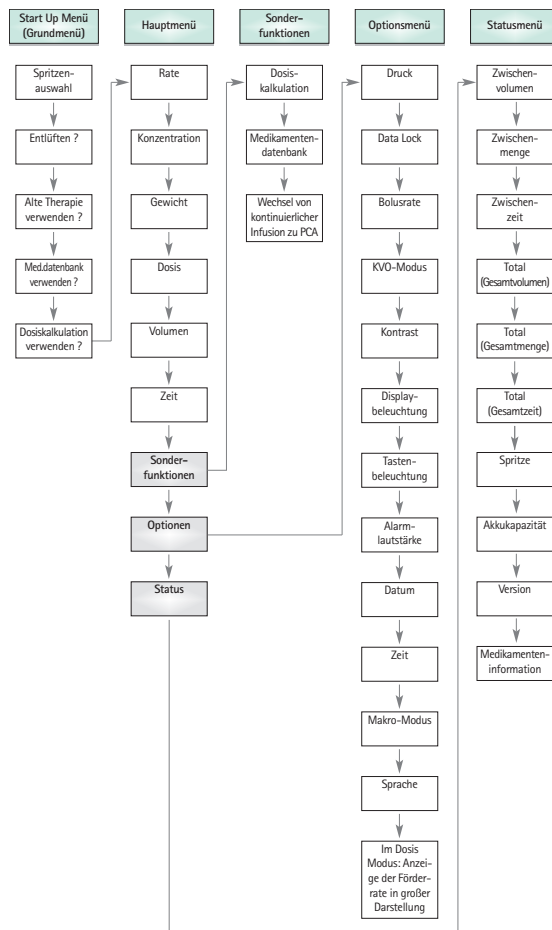 Start Up Menü
(Grundmenü)
Spritzen-
auswahl
Entlüften ?
Alte Therapie
verwenden ?
Med.datenbank
verwenden ?
Dosiskalkulation
verwenden ?
Hauptmenü
Rate
Konzentration
Gewicht
Dosis
Volumen
Zeit
Sonder-
funktionen
Optionen
Status
Sonder-
funktionen
Dosis-
kalkulation
Medikamenten-
datenbank
Wechsel von
kontinuierlicher
Infusion zu PCA
Optionsmenü
Druck
Data Lock
Bolusrate
KVO-Modus
Kontrast
Display-
beleuchtung
Tasten-
beleuchtung
Alarm-
lautstärke
Datum
Zeit
Makro-Modus
Sprache
Im Dosis
Modus: Anzei-
ge der Förder-
rate in großer
Darstellung
Statusmenü
Zwischen-
volumen
Zwischen-
menge
Zwischen-
zeit
Total
(Gesamtvolumen)
Total
(Gesamtmenge)
Total
(Gesamtzeit)
Spritze
Akkukapazität
Version
Medikamenten-
information